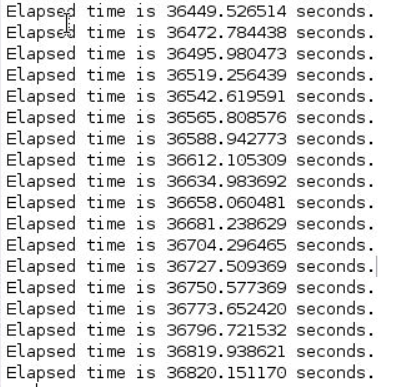 Elapsed time is 36449.526514 seconds.
Elapsed time is 36472.784438 seconds.
Elapsed time is 36495.980473 seconds.
Elapsed time is 36519.256439 seconds.
Elapsed time is 36542.619591 seconds.
Elapsed time is 36565.808576 seconds.
Elapsed time is 36588.942773 seconds.
Elapsed time is 36612.105309 seconds.
Elapsed time is 36634.983692 seconds.
Elapsed time is 36658.060481 seconds.
Elapsed time is 36681.238629 seconds.
Elapsed time is 36704.296465 seconds.
Elapsed time is 36727.509369 seconds.
Elapsed time is 36750.577369 seconds.
Elapsed time is 36773.652420 seconds.
Elapsed time is 36796.721532 seconds.
Elapsed time is 36819.938621 seconds.
Elapsed time is 36820.151170 seconds.